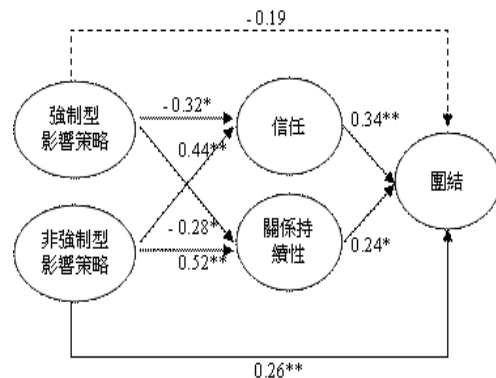 - 0.19
強制型
影響策略
- 0.32*
信任
0.34**
0.44**
團結
非強制型
影響策略
- 0.28*
0.52**
關係持
續性
0.24*
0.26**